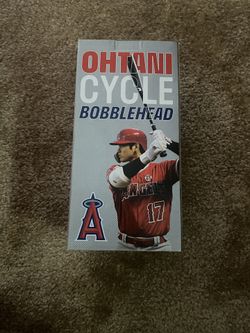 OHTANI
CYCLE
BOBBLEHEAD
ANGELS
17
A